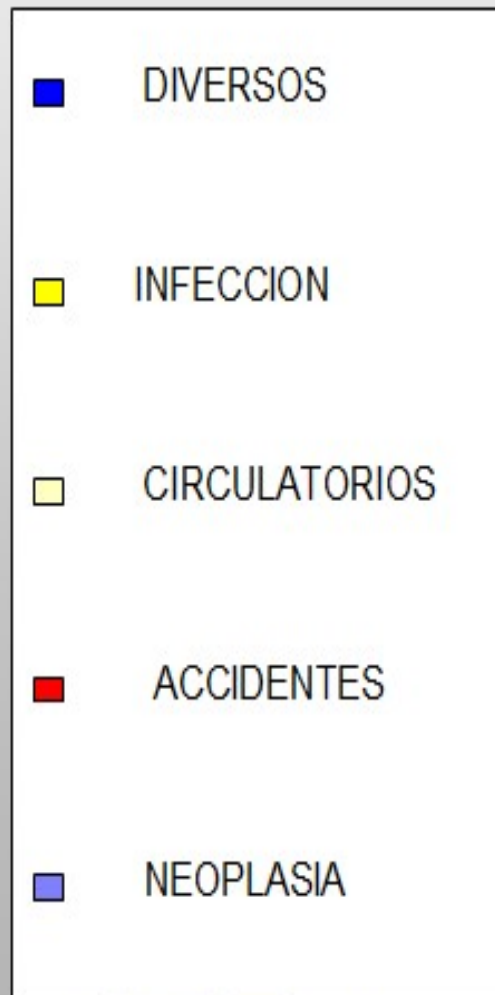 DIVERSOS
INFECCION
CIRCULATORIOS
ACCIDENTES
NEOPLASIA